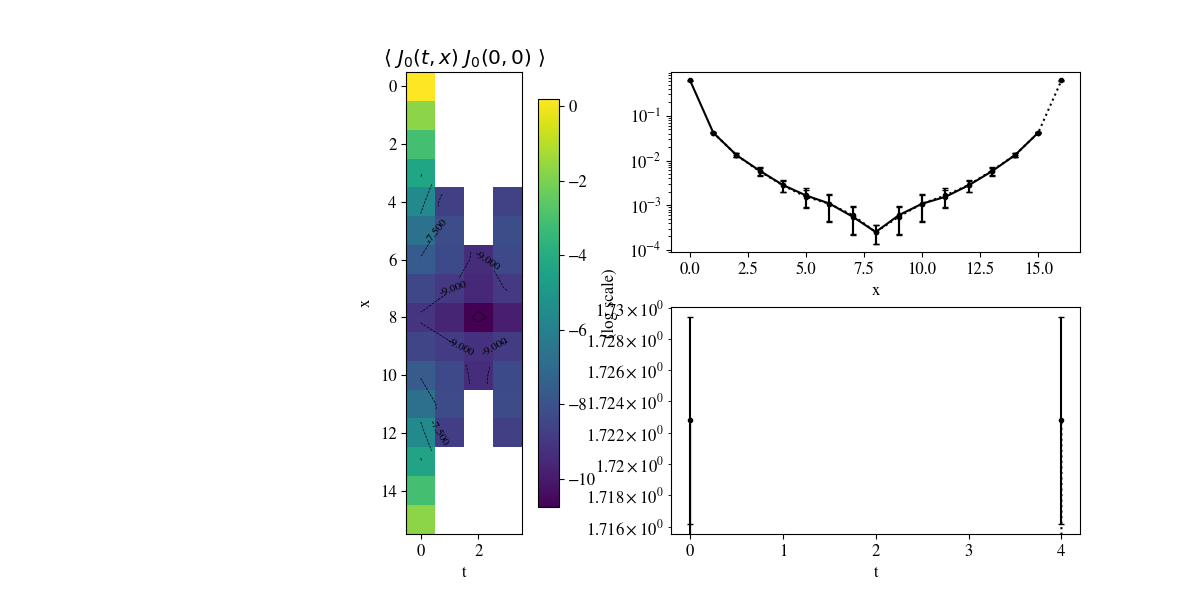 ⟨ J₀(t, x) J₀(0, 0) ⟩
0
2
4
6
8
10
12
14
x
0
2
t
-7.500
-9.000
-9.000
-9.000
-9.000
-7.500
0
−2
−4
−6
−8
−10
10⁻¹
10⁻²
10⁻³
10⁻⁴
0.0
2.5
5.0
7.5
10.0
12.5
15.0
x
(log scale)
1.73 × 10⁰
1.728 × 10⁰
1.726 × 10⁰
1.724 × 10⁰
1.722 × 10⁰
1.72 × 10⁰
1.718 × 10⁰
1.716 × 10⁰
0
1
2
3
4
t